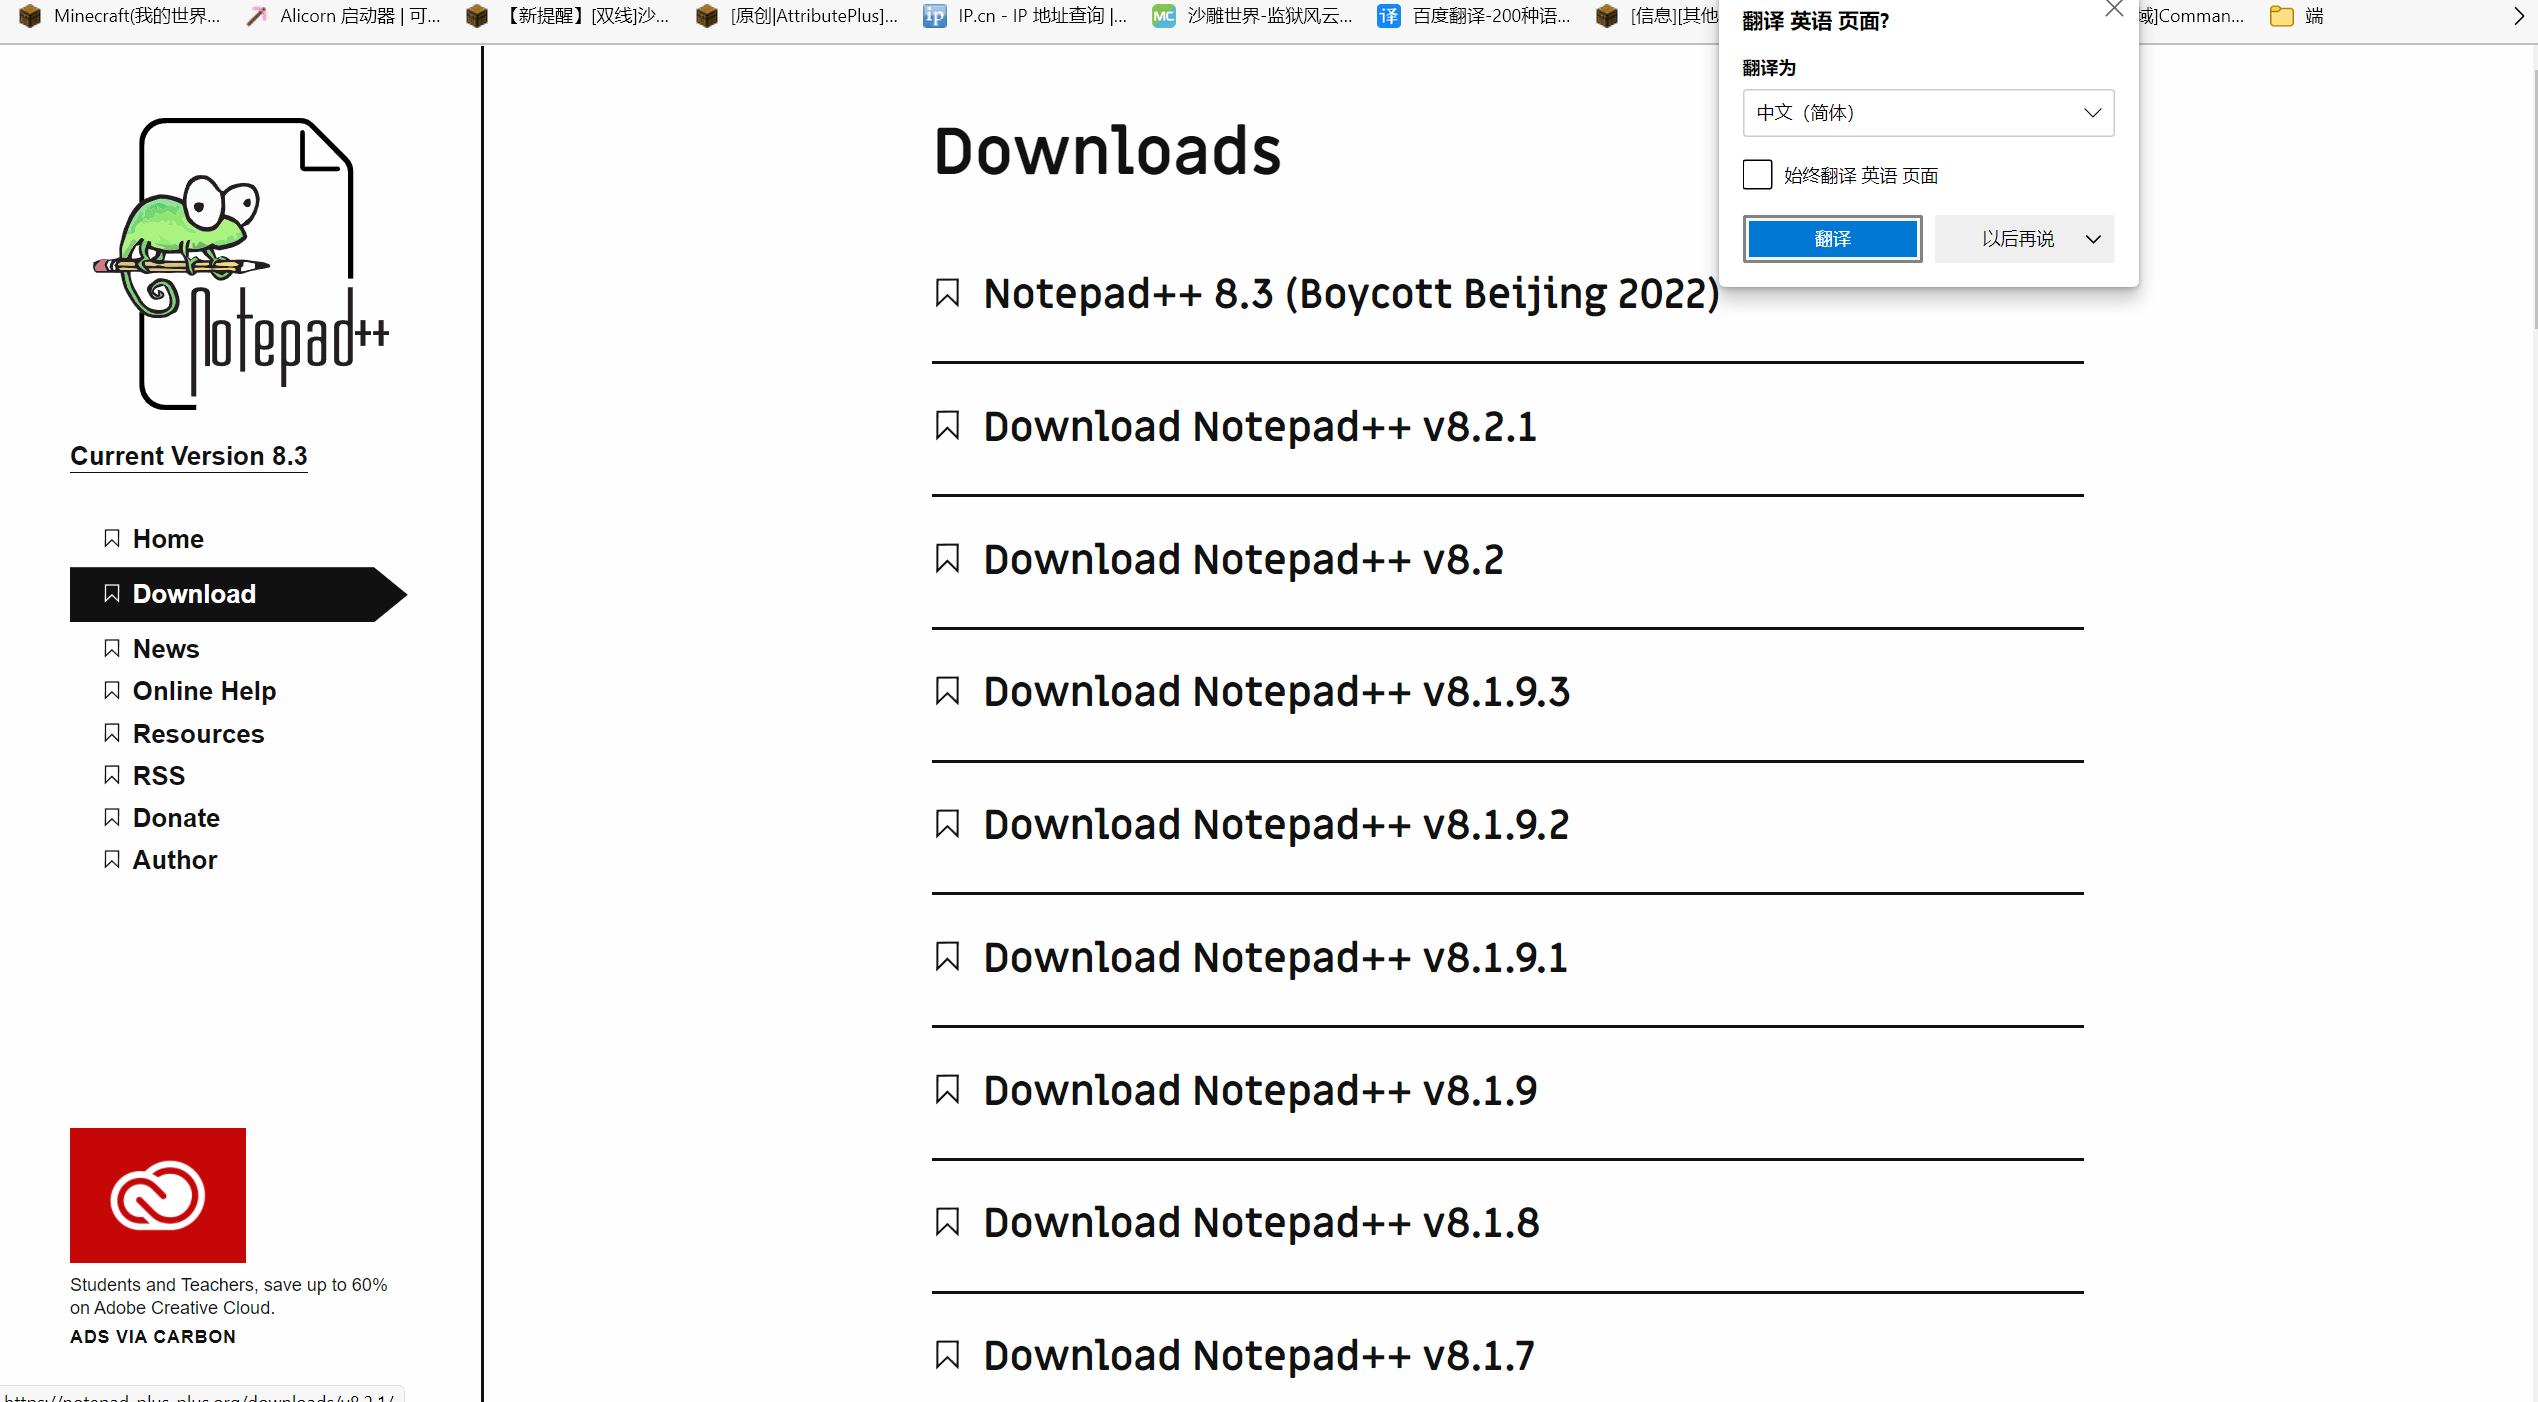 Minecraft(我的世界...
Alicorn 启动器 | 可...
【新提醒】[双线]沙...
[原创|AttributePlus]...
IP.cn - IP 地址查询 |...
沙雕世界-监狱风云...
百度翻译-200种语...
[信息][其他
域]Comman...
端
翻译 英语 页面?
翻译为
中文（简体）
始终翻译 英语 页面
翻译
以后再说
Notepad++
Current Version 8.3
Home
Download
News
Online Help
Resources
RSS
Donate
Author
Students and Teachers, save up to 60%
on Adobe Creative Cloud.
ADS VIA CARBON
https://notepad-plus-plus.org/downloads/v8.2.1/
Downloads
Notepad++ 8.3 (Boycott Beijing 2022)
Download Notepad++ v8.2.1
Download Notepad++ v8.2
Download Notepad++ v8.1.9.3
Download Notepad++ v8.1.9.2
Download Notepad++ v8.1.9.1
Download Notepad++ v8.1.9
Download Notepad++ v8.1.8
Download Notepad++ v8.1.7